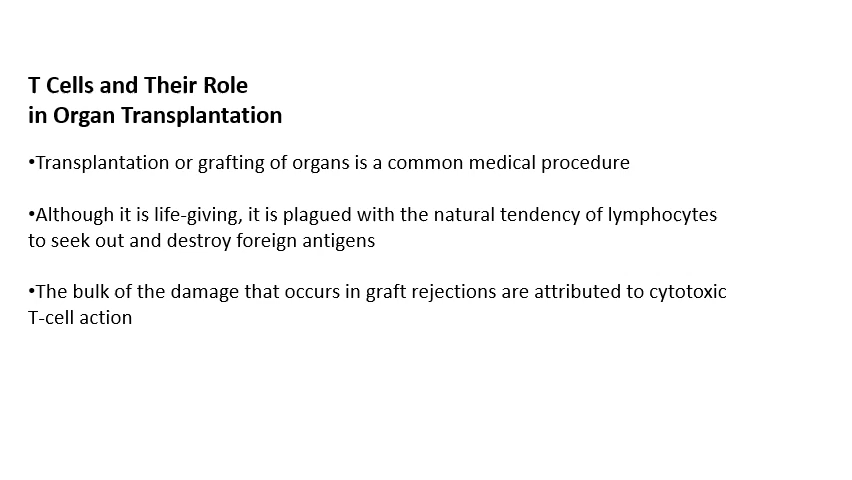 T Cells and Their Role
in Organ Transplantation
•Transplantation or grafting of organs is a common medical procedure
•Although it is life-giving, it is plagued with the natural tendency of lymphocytes
to seek out and destroy foreign antigens
•The bulk of the damage that occurs in graft rejections are attributed to cytotoxic
T-cell action